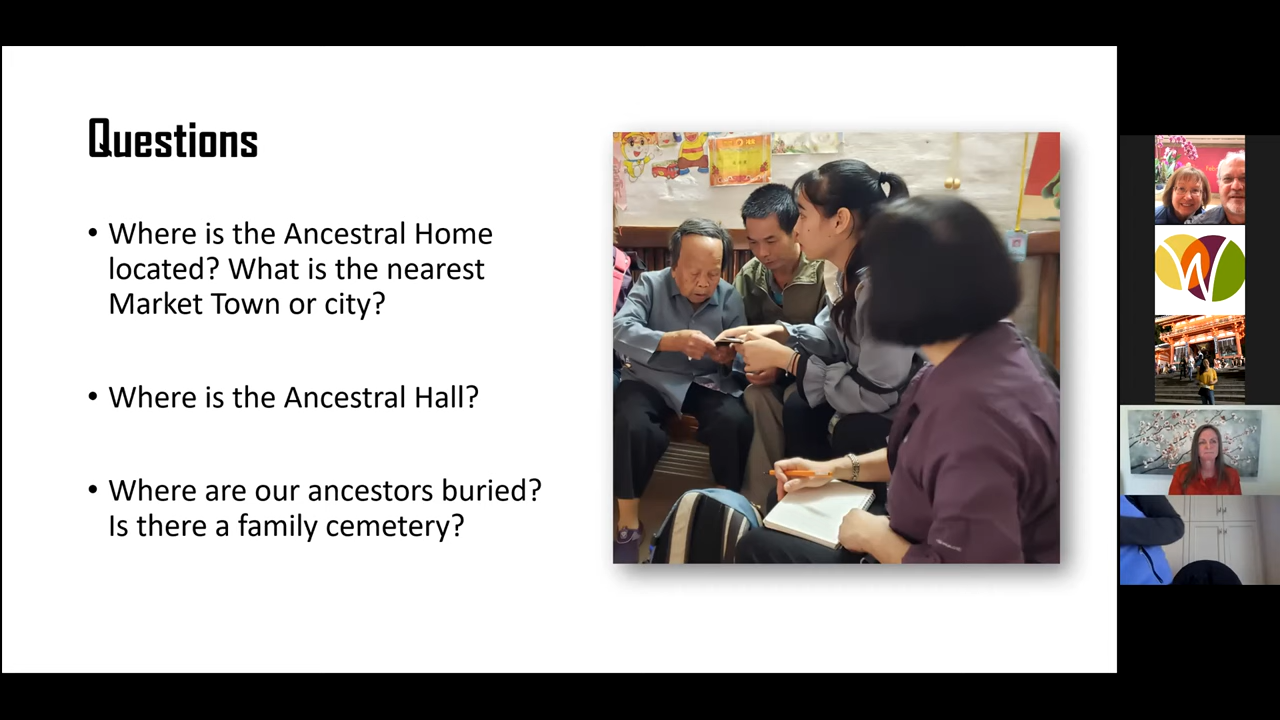 Questions
• Where is the Ancestral Home
located? What is the nearest
Market Town or city?
• Where is the Ancestral Hall?
• Where are our ancestors buried?
Is there a family cemetery?